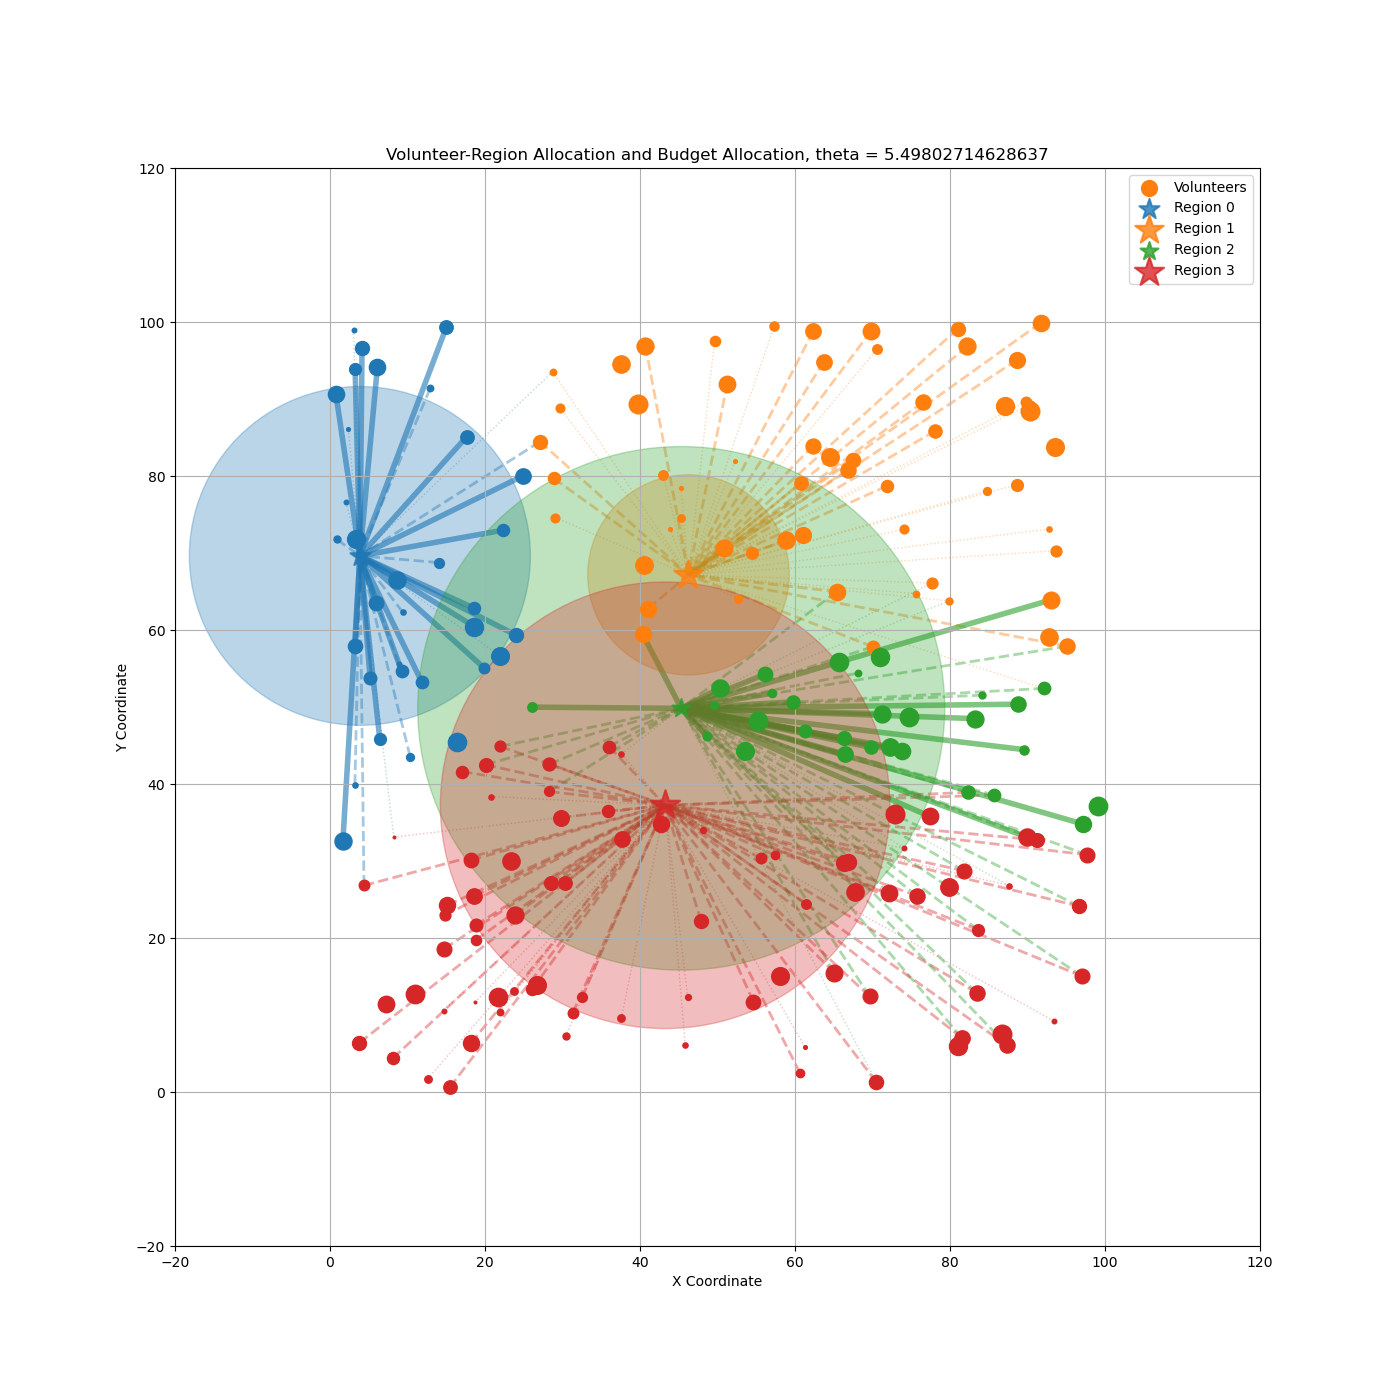 Volunteer-Region Allocation and Budget Allocation, theta = 5.49802714628637
120
100
80
60
40
20
0
−20
Y Coordinate
−20 0 20 40 60 80 100 120
X Coordinate
Volunteers
Region 0
Region 1
Region 2
Region 3